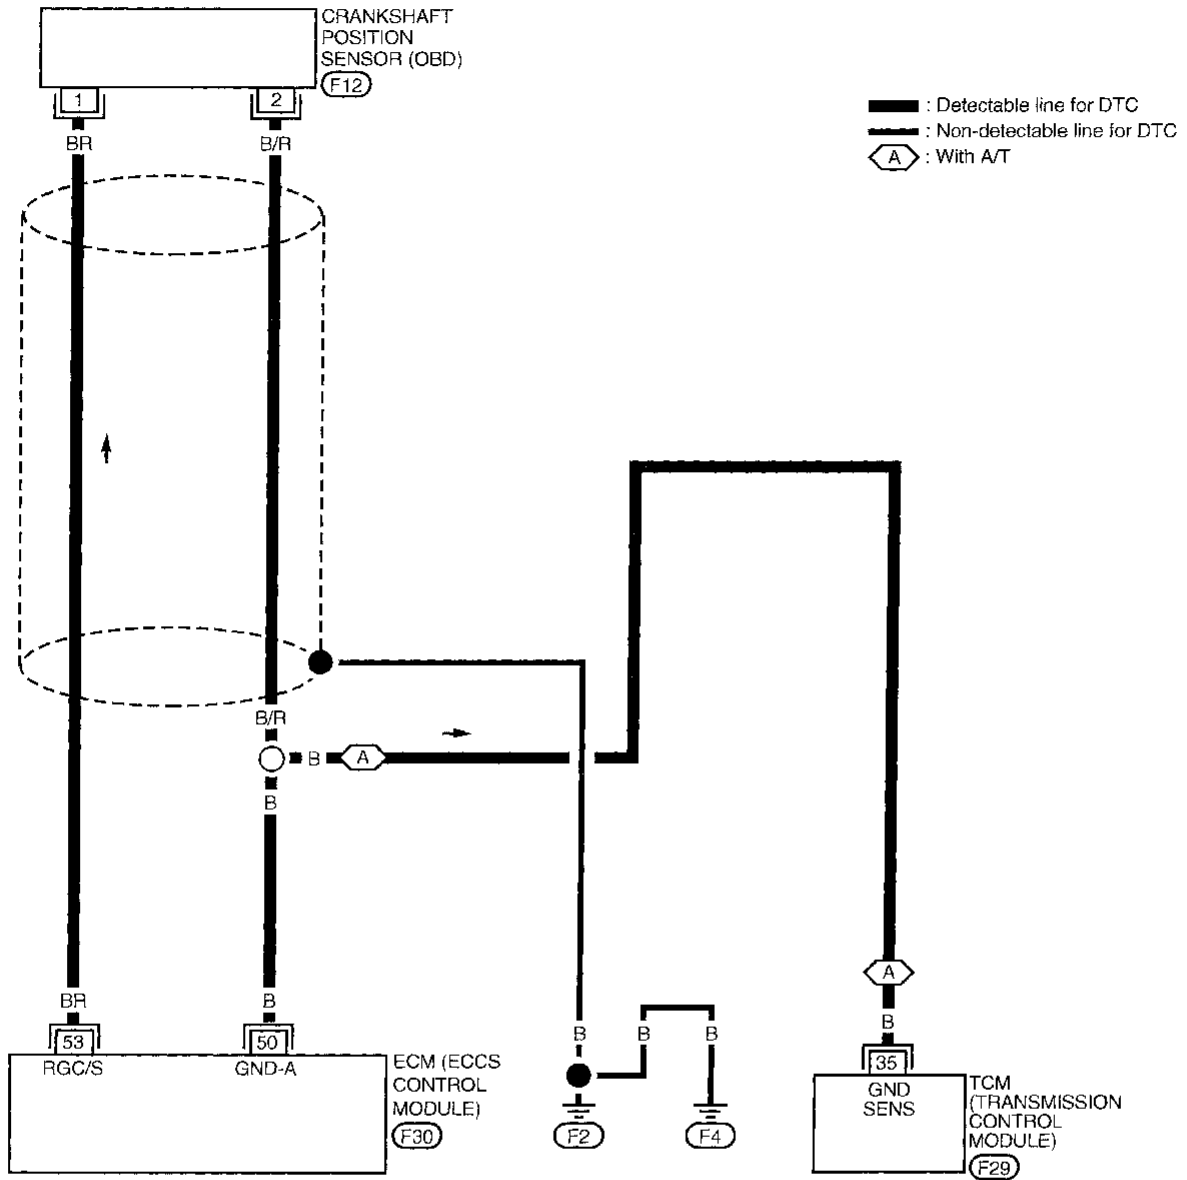 CRANKSHAFT
POSITION
SENSOR (OBD)
F12
1
2
BR
B/R
: Detectable line for DTC
: Non-detectable line for DTC
A : With A/T
B/R
B
A
B
A
BR
B
B
B
B
B
53
50
35
RGC/S
GND-A
ECM (ECCS
CONTROL
MODULE)
F30
F2
F4
GND
SENS
TCM
(TRANSMISSION
CONTROL
MODULE)
F29